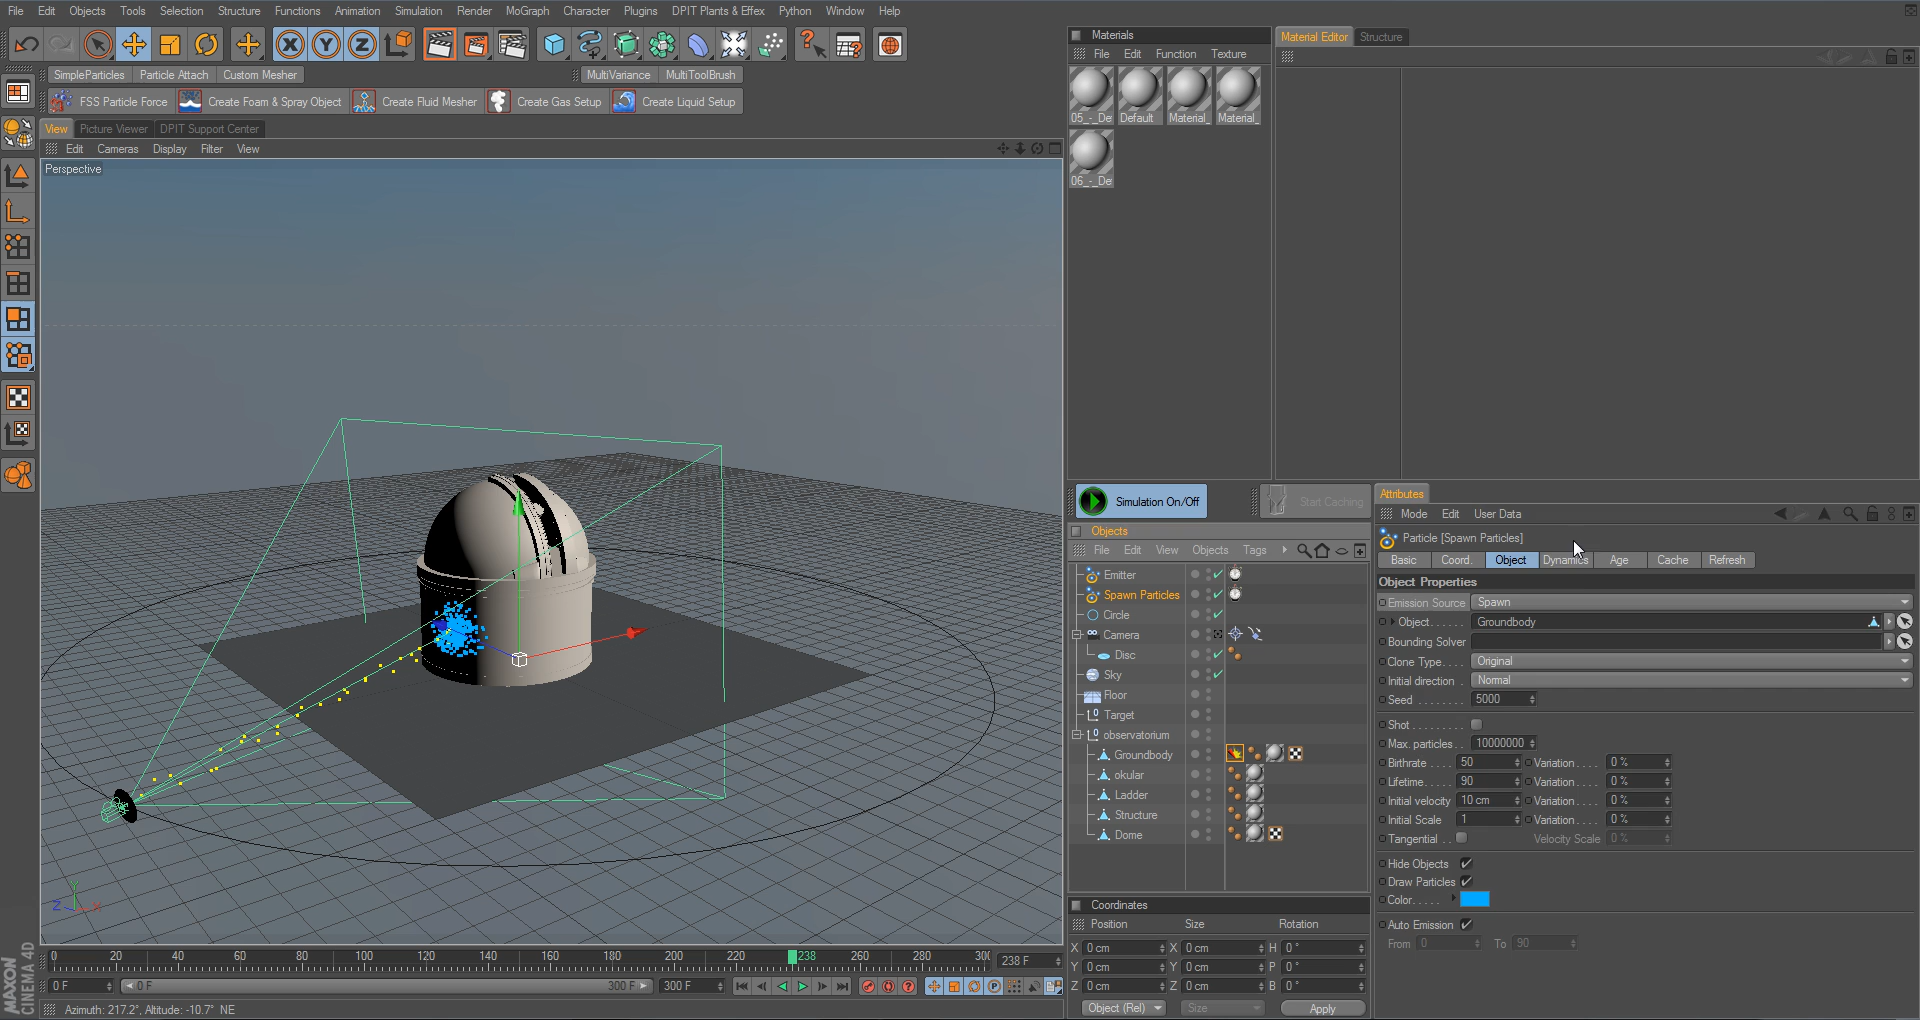 File Edit Objects Tools Selection Structure Functions Animation Simulation Render MoGraph Character Plugins DPIT Plants & Effex Python Window Help
SimpleParticles Particle Attach Custom Mesher MultiVariance MultiToolBrush
FSS Particle Force Create Foam & Spray Object Create Fluid Mesher Create Gas Setup Create Liquid Setup
View Picture Viewer DPIT Support Center
Edit Cameras Display Filter View
Perspective
Materials
File Edit Function Texture
05_-_De Default Material_ Material_
06_-_De
Material Editor Structure
Simulation On/Off Start Caching
Objects
File Edit View Objects Tags
Emitter
Spawn Particles
Circle
Camera
Disc
Sky
Floor
Target
observatorium
Groundbody
okular
Ladder
Structure
Dome
Attributes
Mode Edit User Data
Particle [Spawn Particles]
Basic Coord. Object Dynamics Age Cache Refresh
Object Properties
Emission Source Spawn
Object...... Groundbody
Bounding Solver
Clone Type.... Original
Initial direction . Normal
Seed........ 5000
Shot.........
Max. particles.. 10000000
Birthrate .... 50 Variation.... 0 %
Lifetime..... 90 Variation.... 0 %
Initial velocity 10 cm Variation.... 0 %
Initial Scale 1 Variation.... 0 %
Tangential .. Velocity Scale 0 %
Hide Objects
Draw Particles
Color.....
Auto Emission
From 0 To 90
Coordinates
Position Size Rotation
X 0 cm X 0 cm H 0 °
Y 0 cm Y 0 cm P 0 °
Z 0 cm Z 0 cm B 0 °
Object (Rel) Size Apply
0 20 40 60 80 100 120 140 160 180 200 220 238 260 280 300 238 F
0 F 0 F 300 F 300 F
Azimuth: 217.2°, Altitude: -10.7° NE
MAXON
CINEMA 4D
X Y Z